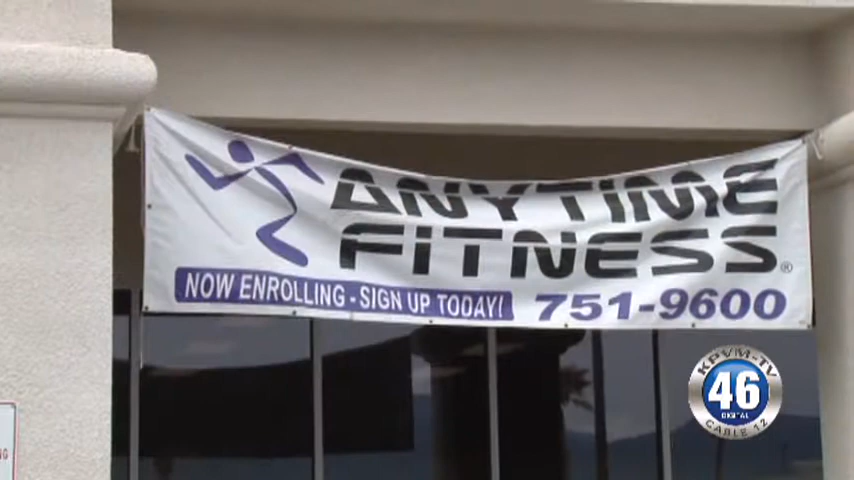 ANYTIME
FITNESS®
NOW ENROLLING - SIGN UP TODAY!
751-9600
KPVM-TV
46
DIGITAL
CABLE 12